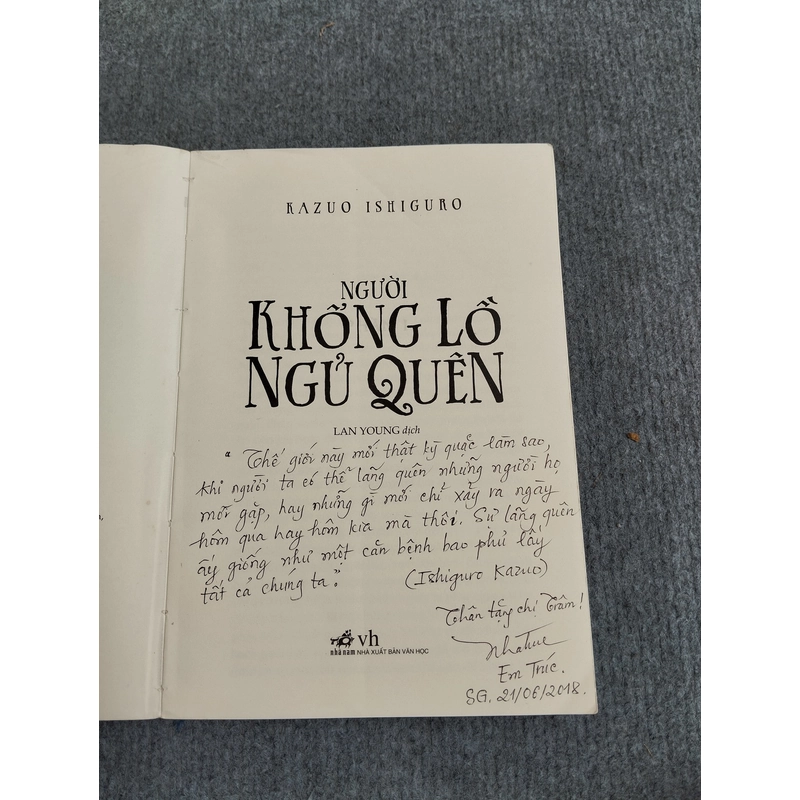 KAZUO ISHIGURO
NGƯỜI
KHỔNG LỒ
NGỦ QUÊN
LAN YOUNG dịch
" Thế giới này mới thật kỳ quặc làm sao,
khi người ta có thể lãng quên những người họ
mới gặp, hay những gì mới chỉ xảy ra ngày
hôm qua hay hôm kia mà thôi. Sự lãng quên
ấy giống như một căn bệnh bao phủ lấy
tất cả chúng ta".
(Ishiguro Kazuo)
Thân tặng chị Trâm!
Em Trúc.
SG. 21/06/2018.
nhã nam
vh
NHÀ XUẤT BẢN VĂN HỌC